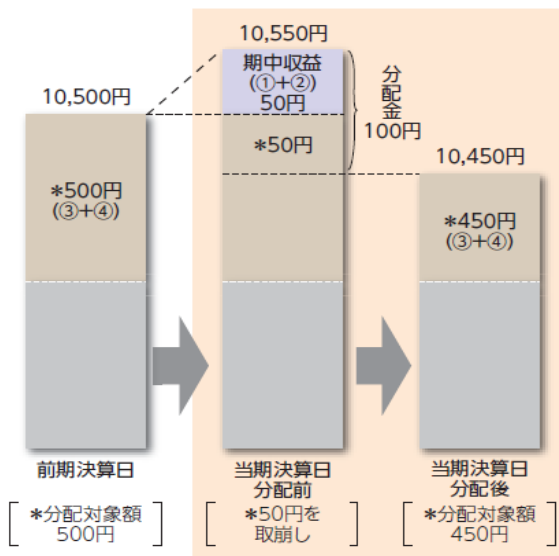 10,500円
*500円
(③+④)
前期決算日
*分配対象額
500円
10,550円
期中収益
(①+②)
50円
*50円
分配金
100円
当期決算日
分配前
*50円を
取崩し
10,450円
*450円
(③+④)
当期決算日
分配後
*分配対象額
450円